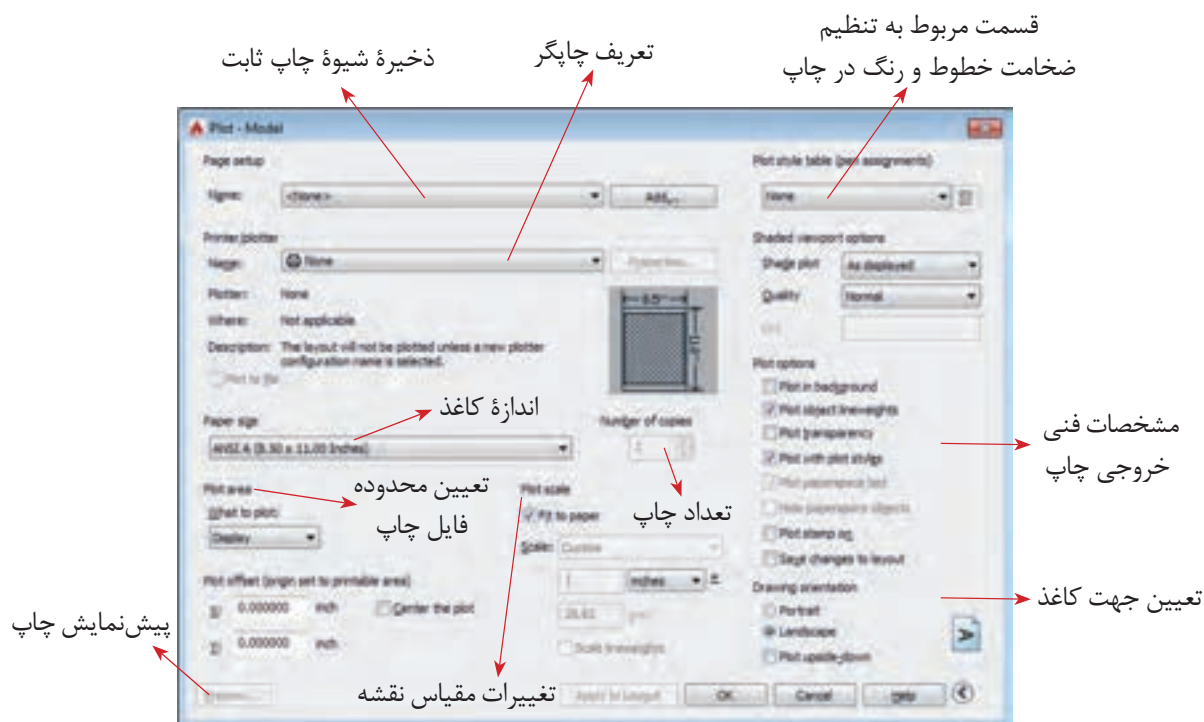 قسمت مربوط به تنظیم
ضخامت خطوط و رنگ در چاپ
تعریف چاپگر
ذخیرهٔ شیوهٔ چاپ ثابت
Plot - Model
Page setup
Name:
<None>
Add...
Plot style table (pen assignments)
None
Printer/plotter
Name:
None
Properties...
Plotter:
None
Where:
Not applicable
Description:
The layout will not be plotted unless a new plotter
configuration name is selected.
Plot to file
8.5"
Shaded viewport options
Shade plot
As displayed
Quality
Normal
Plot options
Plot in background
Plot object lineweights
Plot transparency
Plot with plot styles
Plot paperspace last
Hide paperspace objects
Plot stamp on
Save changes to layout
مشخصات فنی
خروجی چاپ
Paper size
اندازهٔ کاغذ
ANSI A (8.50 x 11.00 Inches)
Number of copies
تعداد چاپ
Plot area
What to plot:
Display
تعیین محدوده
فایل چاپ
Plot scale
Fit to paper
Scale:
Custom
inches
Scale lineweights
تغییرات مقیاس نقشه
Plot offset (origin set to printable area)
X:
0.000000
inch
Center the plot
Y:
0.000000
inch
Drawing orientation
Portrait
Landscape
Plot upside-down
A
تعیین جهت کاغذ
پیش‌نمایش چاپ
Preview...
Apply to Layout
OK
Cancel
Help